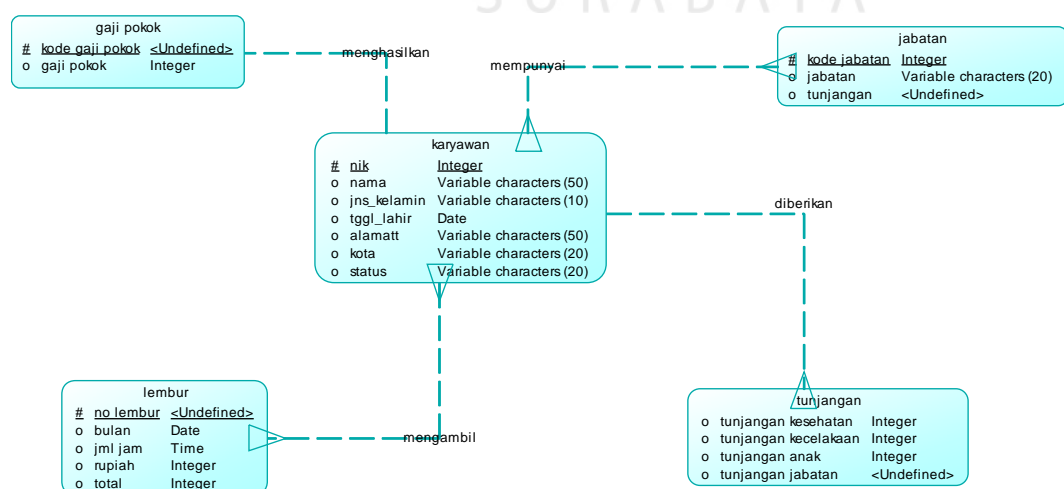 SURABAYA
gaji pokok
# kode gaji pokok <Undefined>
o gaji pokok Integer
menghasilkan
mempunyai
jabatan
# kode jabatan Integer
o jabatan Variable characters (20)
o tunjangan <Undefined>
karyawan
# nik Integer
o nama Variable characters (50)
o jns_kelamin Variable characters (10)
o tggl_lahir Date
o alamatt Variable characters (50)
o kota Variable characters (20)
o status Variable characters (20)
diberikan
lembur
# no lembur <Undefined>
o bulan Date
o jml jam Time
o rupiah Integer
o total Integer
mengambil
tunjangan
o tunjangan kesehatan Integer
o tunjangan kecelakaan Integer
o tunjangan anak Integer
o tunjangan jabatan <Undefined>